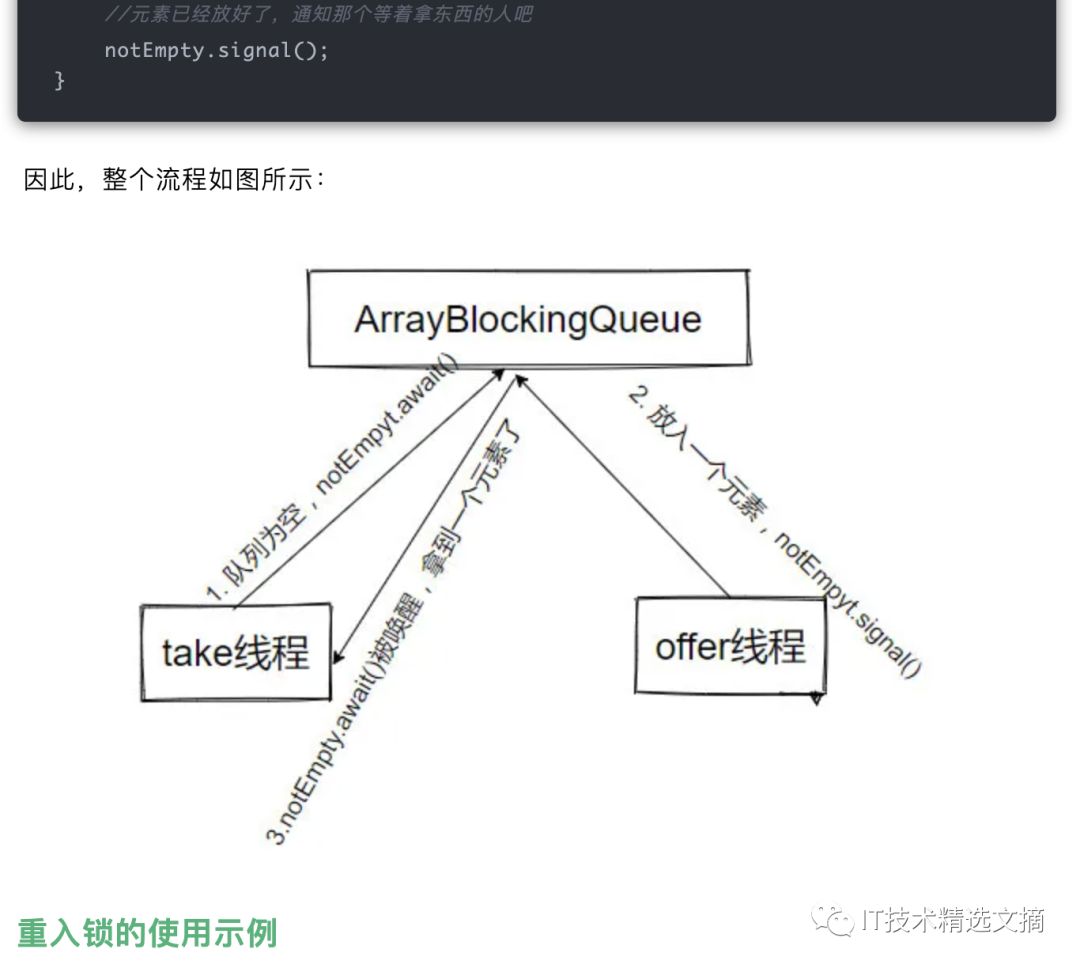 //元素已经放好了，通知那个等着拿东西的人吧
notEmpty.signal();
}
因此，整个流程如图所示：
ArrayBlockingQueue
1. 队列为空，notEmpyt.await()
2. 放入一个元素，notEmpyt.signal()
3.notEmpty.await()被唤醒，拿到一个元素了
take线程
offer线程
重入锁的使用示例
IT技术精选文摘